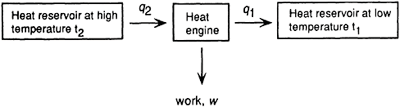 Heat reservoir at high
temperature t₂
q₂
Heat
engine
q₁
Heat reservoir at low
temperature t₁
work, w